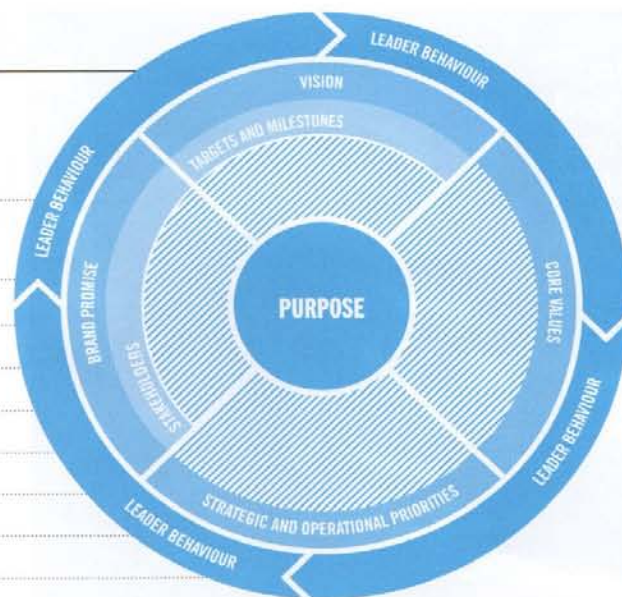 LEADER BEHAVIOUR
VISION
TARGETS AND MILESTONES
LEADER BEHAVIOUR
BRAND PROMISE
STAKEHOLDERS
PURPOSE
CORE VALUES
LEADER BEHAVIOUR
STRATEGIC AND OPERATIONAL PRIORITIES
LEADER BEHAVIOUR